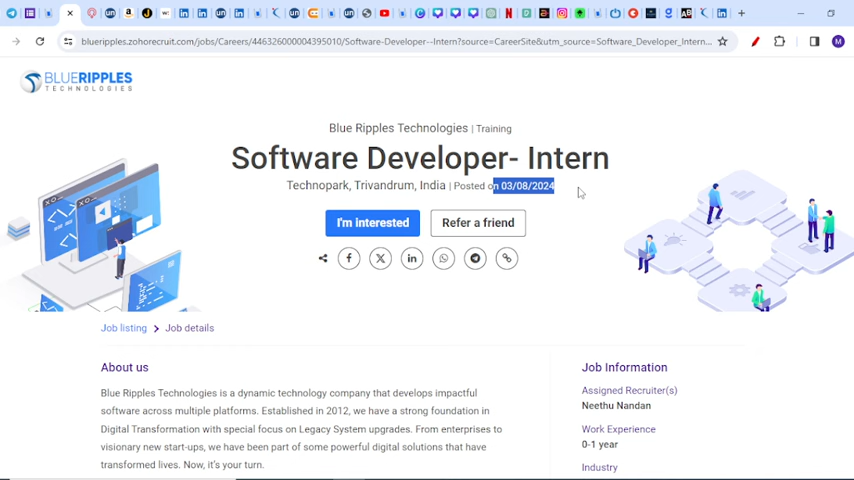 blueripples.zohorecruit.com/jobs/Careers/446326000004395010/Software-Developer--Intern?source=CareerSite&utm_source=Software_Developer_Intern...
M
BLUERIPPLES
TECHNOLOGIES
Blue Ripples Technologies | Training
Software Developer- Intern
Technopark, Trivandrum, India | Posted on 03/08/2024
I'm interested
Refer a friend
Job listing > Job details
About us
Blue Ripples Technologies is a dynamic technology company that develops impactful
software across multiple platforms. Established in 2012, we have a strong foundation in
Digital Transformation with special focus on Legacy System upgrades. From enterprises to
visionary new start-ups, we have been part of some powerful digital solutions that have
transformed lives. Now, it's your turn.
Job Information
Assigned Recruiter(s)
Neethu Nandan
Work Experience
0-1 year
Industry